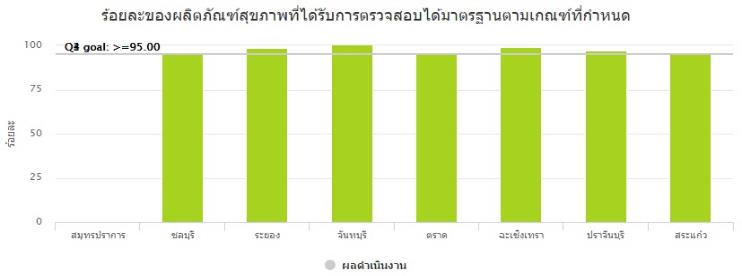 ร้อยละของผลิตภัณฑ์สุขภาพที่ได้รับการตรวจสอบได้มาตรฐานตามเกณฑ์ที่กำหนด
100
goal: >=95.00
75
50
25
0
ร้อยละ
สมุทรปราการ ชลบุรี ระยอง จันทบุรี ตราด ฉะเชิงเทรา ปราจีนบุรี สระแก้ว
ผลดำเนินงาน